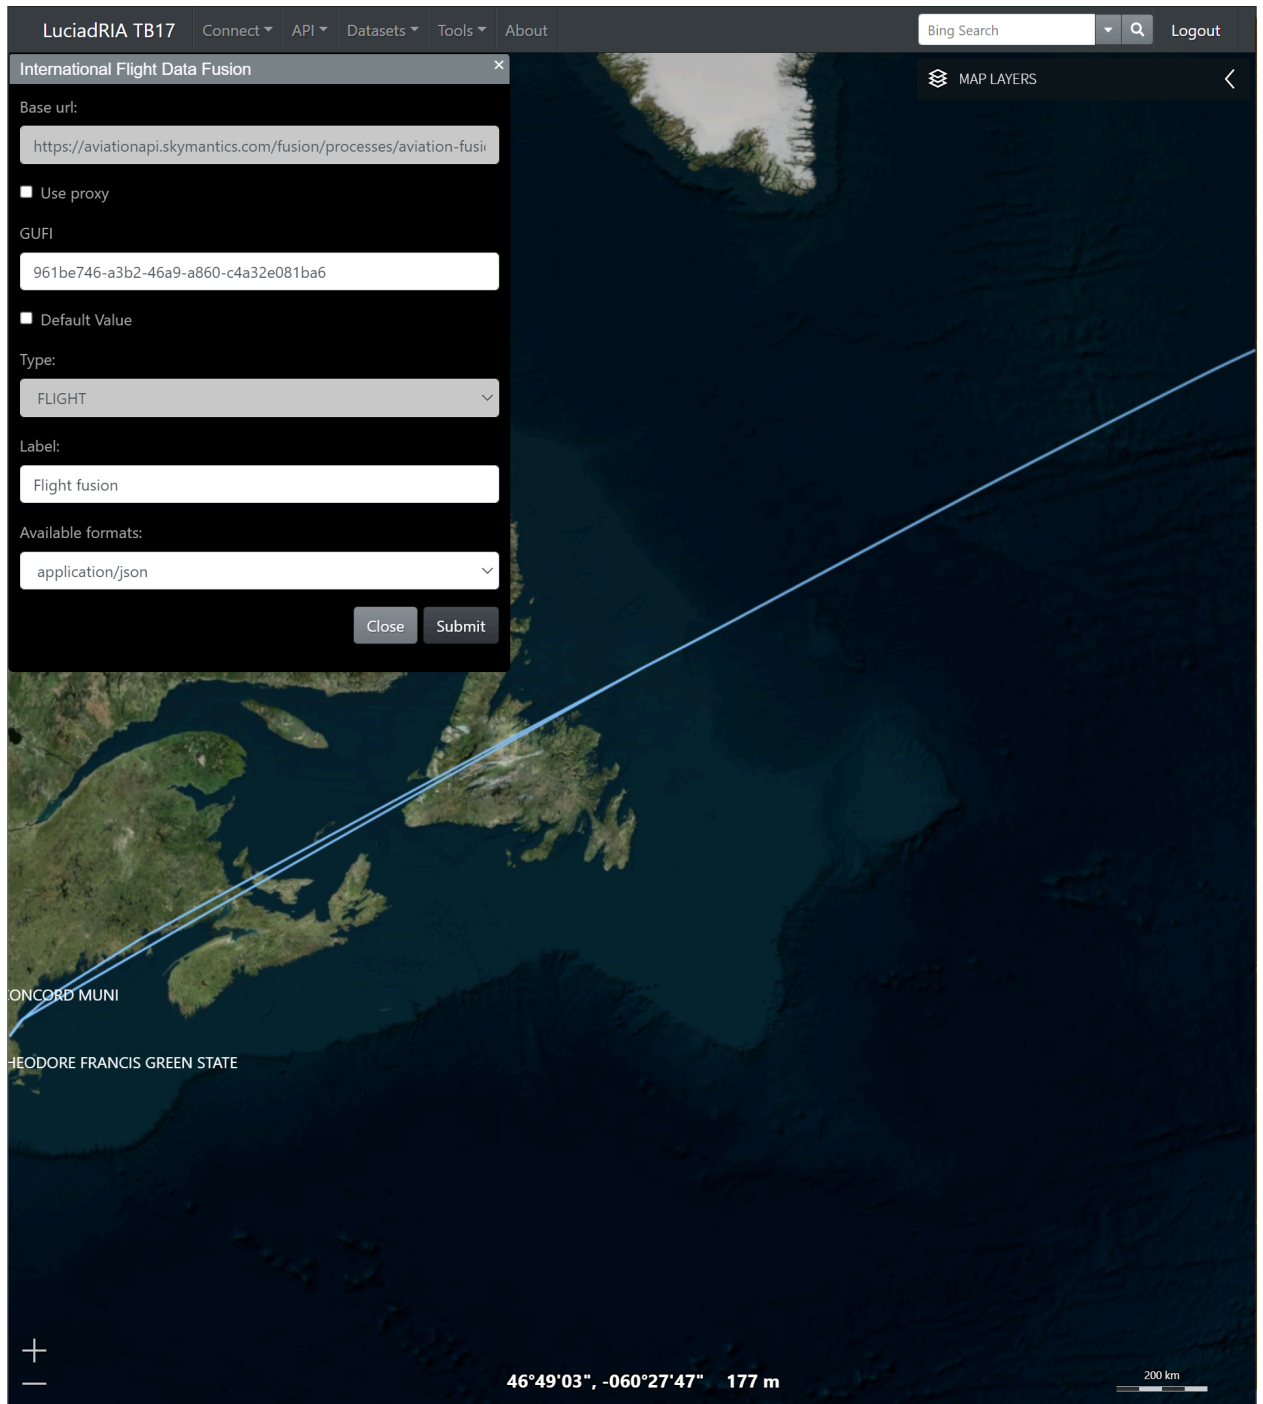 LuciadRIA TB17 Connect API Datasets Tools About Bing Search Logout
International Flight Data Fusion ×
MAP LAYERS
Base url:
https://aviationapi.skymantics.com/fusion/processes/aviation-fusi
Use proxy
GUFI
961be746-a3b2-46a9-a860-c4a32e081ba6
Default Value
Type:
FLIGHT
Label:
Flight fusion
Available formats:
application/json
Close Submit
ONCORD MUNI
HEODORE FRANCIS GREEN STATE
46°49'03", -060°27'47" 177 m
200 km